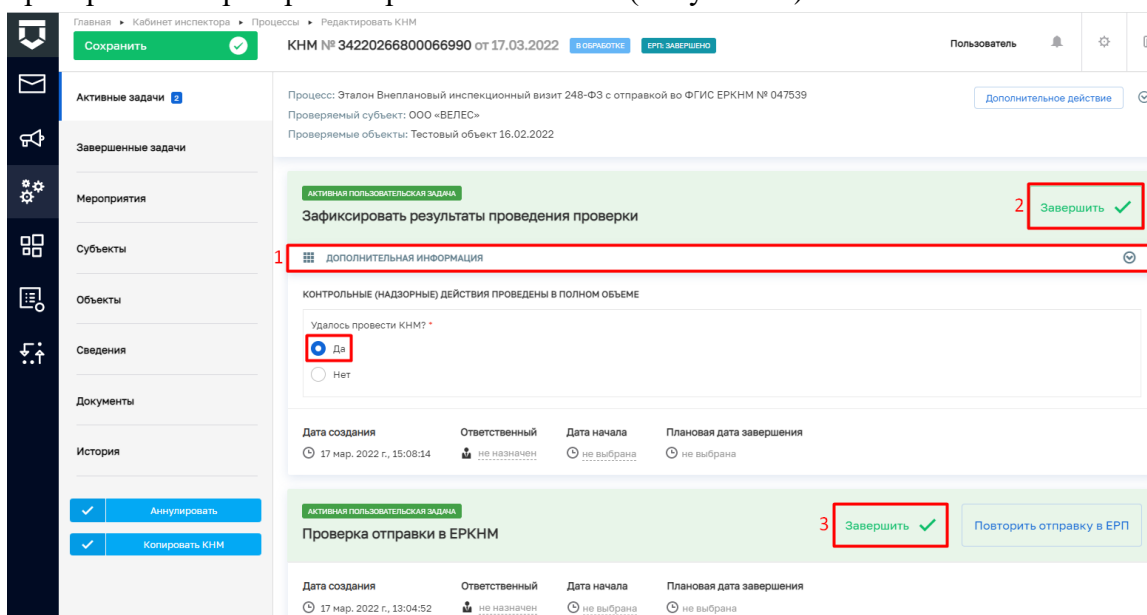 Главная ▸ Кабинет инспектора ▸ Процессы ▸ Редактировать КНМ
Сохранить
КНМ № 34220266800066990 от 17.03.2022 В ОБРАБОТКЕ ЕРП: ЗАВЕРШЕНО
Пользователь
Активные задачи 2
Завершенные задачи
Мероприятия
Субъекты
Объекты
Сведения
Документы
История
Аннулировать
Копировать КНМ
Процесс: Эталон Внеплановый инспекционный визит 248-ФЗ с отправкой во ФГИС ЕРКНМ № 047539
Дополнительное действие
Проверяемый субъект: ООО «ВЕЛЕС»
Проверяемые объекты: Тестовый объект 16.02.2022
АКТИВНАЯ ПОЛЬЗОВАТЕЛЬСКАЯ ЗАДАЧА
Зафиксировать результаты проведения проверки
2 Завершить
1 ДОПОЛНИТЕЛЬНАЯ ИНФОРМАЦИЯ
КОНТРОЛЬНЫЕ (НАДЗОРНЫЕ) ДЕЙСТВИЯ ПРОВЕДЕНЫ В ПОЛНОМ ОБЪЕМЕ
Удалось провести КНМ? *
Да
Нет
Дата создания Ответственный Дата начала Плановая дата завершения
17 мар. 2022 г., 15:08:14 не назначен не выбрана не выбрана
АКТИВНАЯ ПОЛЬЗОВАТЕЛЬСКАЯ ЗАДАЧА
Проверка отправки в ЕРКНМ
3 Завершить
Повторить отправку в ЕРП
Дата создания Ответственный Дата начала Плановая дата завершения
17 мар. 2022 г., 13:04:52 не назначен не выбрана не выбрана